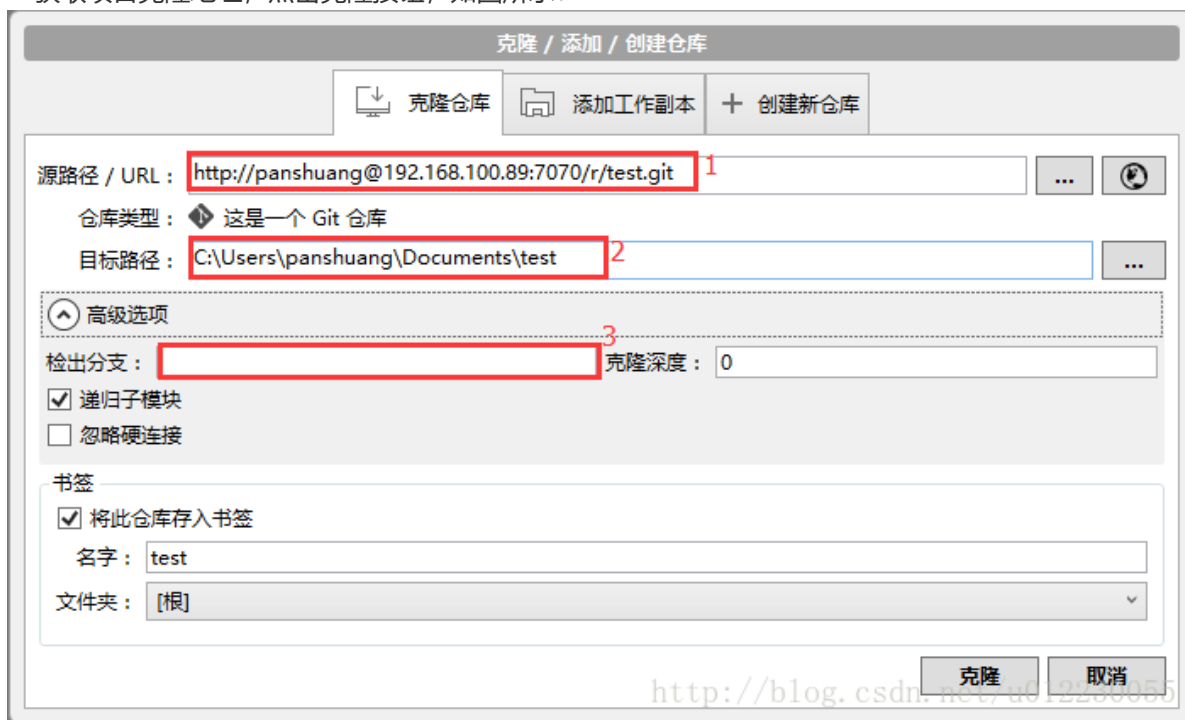 克隆 / 添加 / 创建仓库
克隆仓库 添加工作副本 + 创建新仓库
源路径 / URL： http://panshuang@192.168.100.89:7070/r/test.git 1 ...
仓库类型： 这是一个 Git 仓库
目标路径： C:\Users\panshuang\Documents\test 2 ...
高级选项
3
检出分支： 克隆深度： 0
递归子模块
忽略硬连接
书签
将此仓库存入书签
名字： test
文件夹： [根]
克隆 取消
http://blog.csdn.net/u012230055